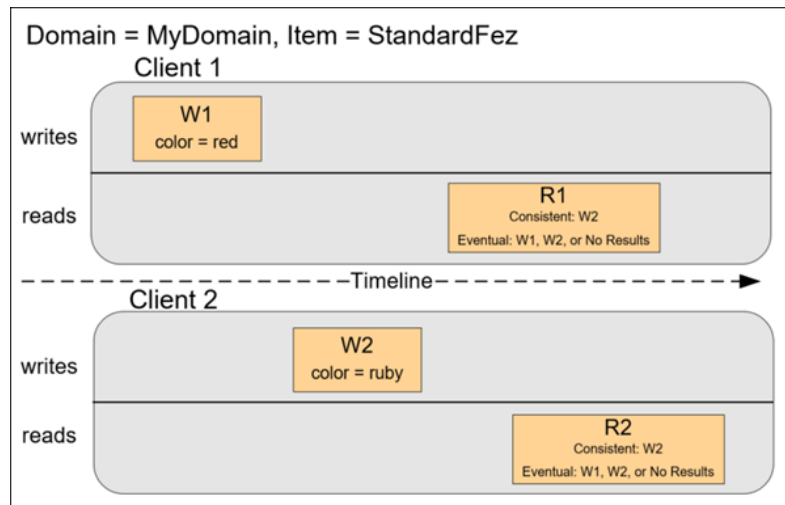 Domain = MyDomain, Item = StandardFez
Client 1
writes
W1
color = red
reads
R1
Consistent: W2
Eventual: W1, W2, or No Results
Timeline
Client 2
writes
W2
color = ruby
reads
R2
Consistent: W2
Eventual: W1, W2, or No Results